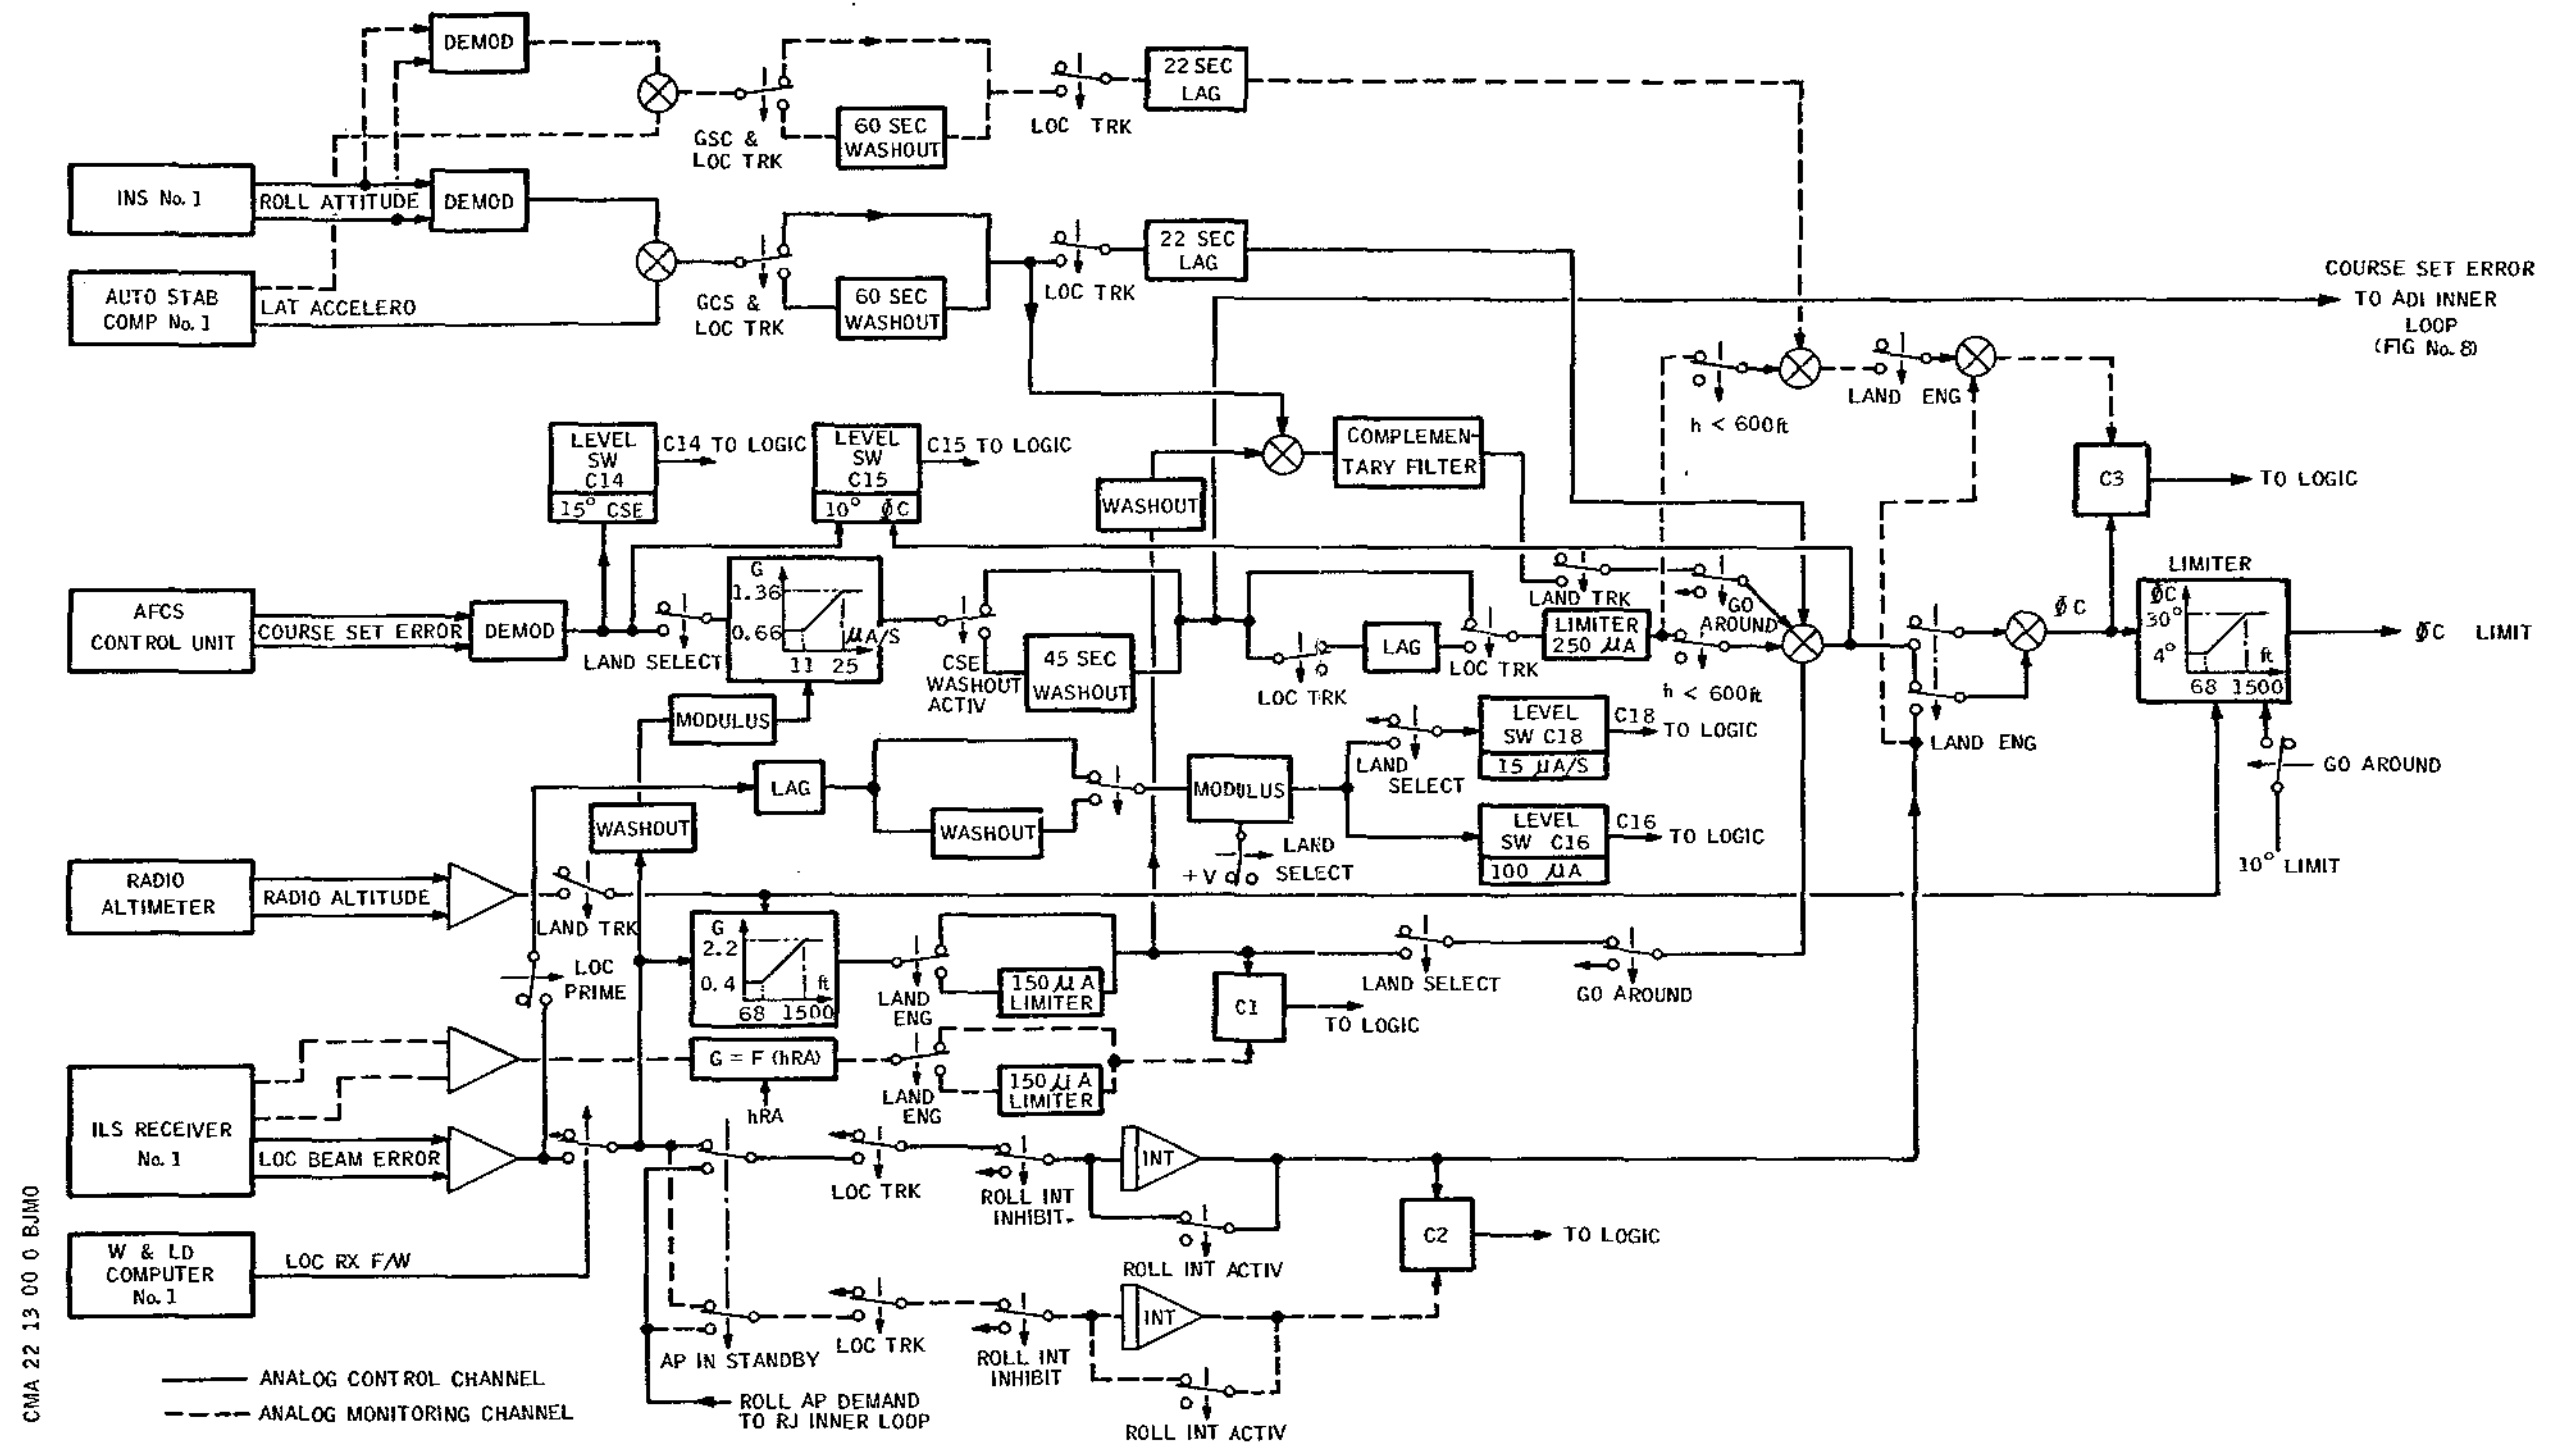 DEMOD
22 SEC
LAG
GSC &
LOC TRK
60 SEC
WASHOUT
LOC TRK
INS No.1
ROLL ATTITUDE
DEMOD
22 SEC
LAG
AUTO STAB
COMP No.1
LAT ACCELERO
GCS &
LOC TRK
60 SEC
WASHOUT
LOC TRK
COURSE SET ERROR
TO ADI INNER
LOOP
(FIG No.8)
h < 600ft
LAND ENG
LEVEL
SW
C14
15° CSE
C14 TO LOGIC
LEVEL
SW
C15
10° ØC
C15 TO LOGIC
COMPLEMEN-
TARY FILTER
WASHOUT
C3
TO LOGIC
AFCS
CONTROL UNIT
COURSE SET ERROR
DEMOD
LAND SELECT
G
1.36
0.66
µA/S
11 25
CSE
WASHOUT
ACTIV
45 SEC
WASHOUT
LOC TRK
LAG
LOC TRK
LAND TRK
GO
AROUND
LIMITER
250 µA
h < 600ft
ØC
LIMITER
ØC
30°
4°
ft
68 1500
ØC LIMIT
MODULUS
LAG
WASHOUT
WASHOUT
MODULUS
LAND
SELECT
LEVEL
SW C18
15 µA/S
C18
TO LOGIC
LEVEL
SW C16
100 µA
C16
TO LOGIC
LAND
SELECT
+V
LAND ENG
GO AROUND
10° LIMIT
RADIO
ALTIMETER
RADIO ALTITUDE
LAND TRK
LOC
PRIME
G
2.2
0.4
ft
68 1500
LAND
ENG
150 µA
LIMITER
C1
TO LOGIC
LAND SELECT
GO AROUND
G = F (hRA)
hRA
LAND
ENG
150 µA
LIMITER
ILS RECEIVER
No.1
LOC BEAM ERROR
LOC TRK
ROLL INT
INHIBIT.
INT
ROLL INT ACTIV
C2
TO LOGIC
W & LD
COMPUTER
No.1
LOC RX F/W
AP IN STANDBY
LOC TRK
ROLL INT
INHIBIT
INT
ROLL INT ACTIV
ROLL AP DEMAND
TO RJ INNER LOOP
ANALOG CONTROL CHANNEL
ANALOG MONITORING CHANNEL
CMA 22 13 00 0 BJM0